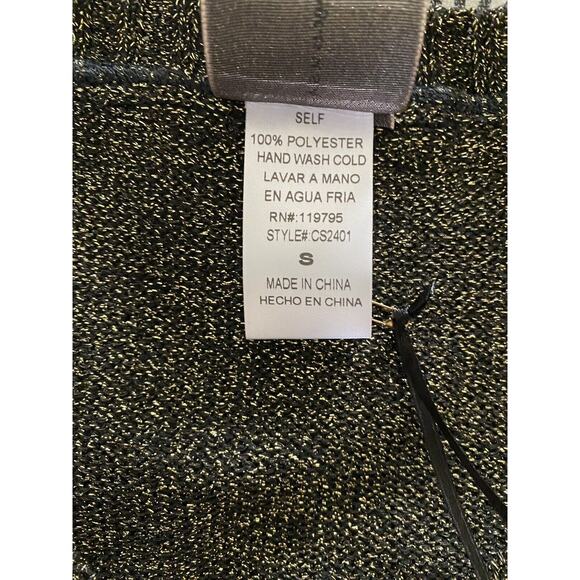 SELF
100% POLYESTER
HAND WASH COLD
LAVAR A MANO
EN AGUA FRIA
RN#:119795
STYLE#:CS2401
S
MADE IN CHINA
HECHO EN CHINA